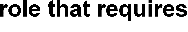 role that requires